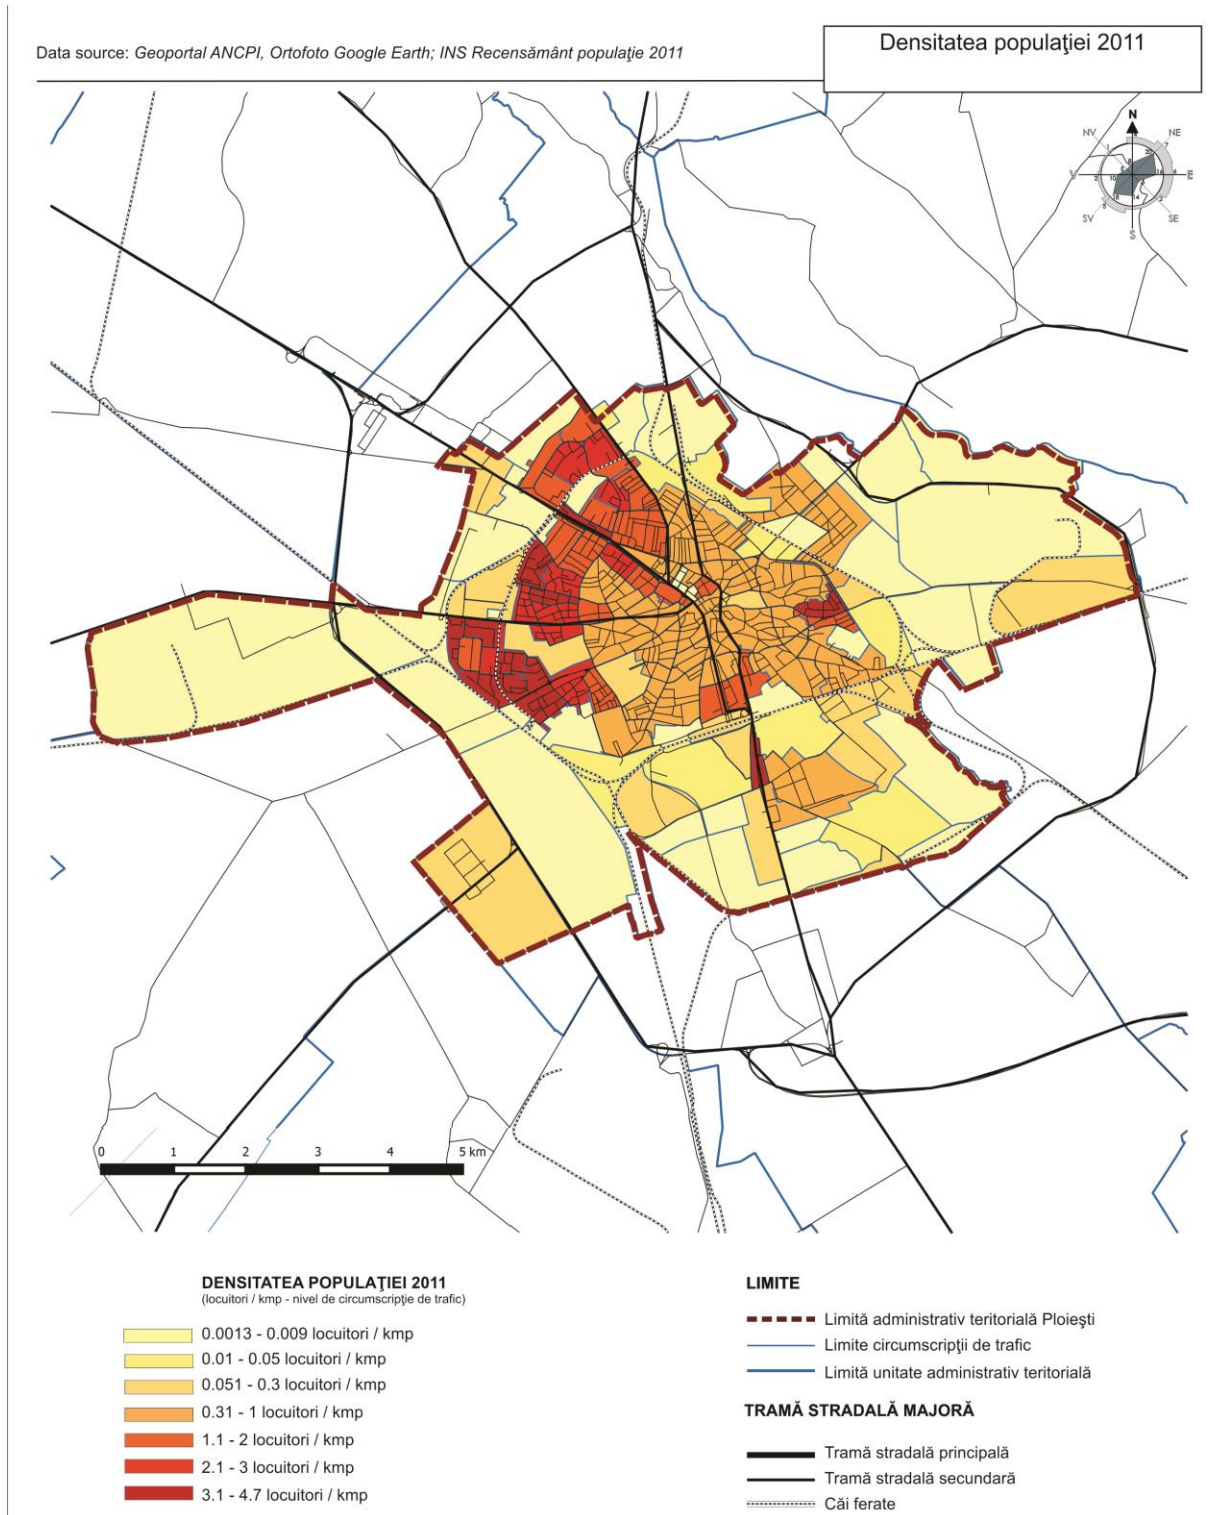 Data source: Geoportal ANCPI, Ortofoto Google Earth; INS Recensământ populaţie 2011
Densitatea populaţiei 2011
N
NV
NE
V
E
SV
SE
S
0 1 2 3 4 5 km
DENSITATEA POPULAŢIEI 2011
(locuitori / kmp - nivel de circumscripţie de trafic)
0.0013 - 0.009 locuitori / kmp
0.01 - 0.05 locuitori / kmp
0.051 - 0.3 locuitori / kmp
0.31 - 1 locuitori / kmp
1.1 - 2 locuitori / kmp
2.1 - 3 locuitori / kmp
3.1 - 4.7 locuitori / kmp
LIMITE
Limită administrativ teritorială Ploieşti
Limite circumscripţii de trafic
Limită unitate administrativ teritorială
TRAMĂ STRADALĂ MAJORĂ
Tramă stradală principală
Tramă stradală secundară
Căi ferate